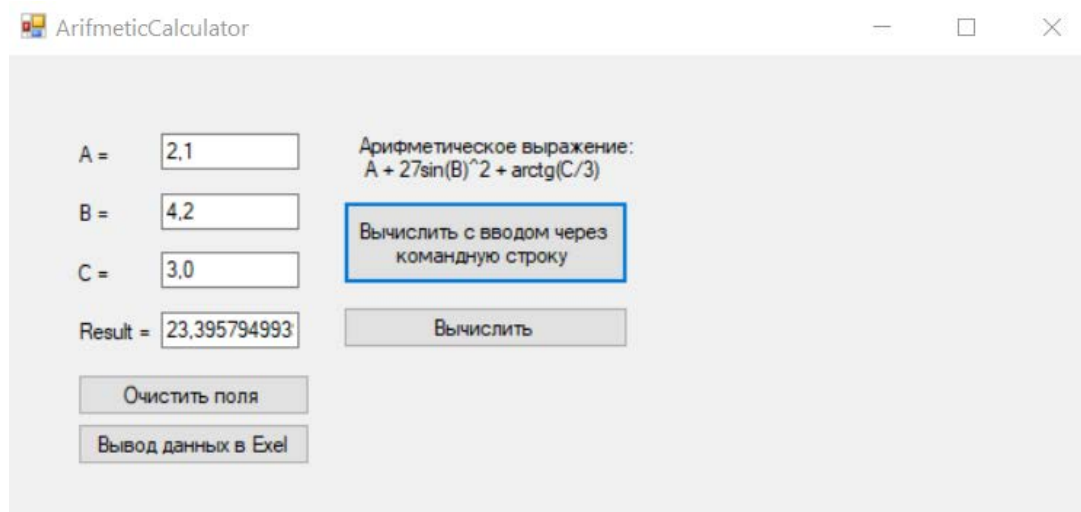 ArifmeticCalculator
A =
2,1
B =
4,2
C =
3,0
Result =
23,395794993
Арифметическое выражение:
A + 27sin(B)^2 + arctg(C/3)
Вычислить с вводом через
командную строку
Вычислить
Очистить поля
Вывод данных в Exel